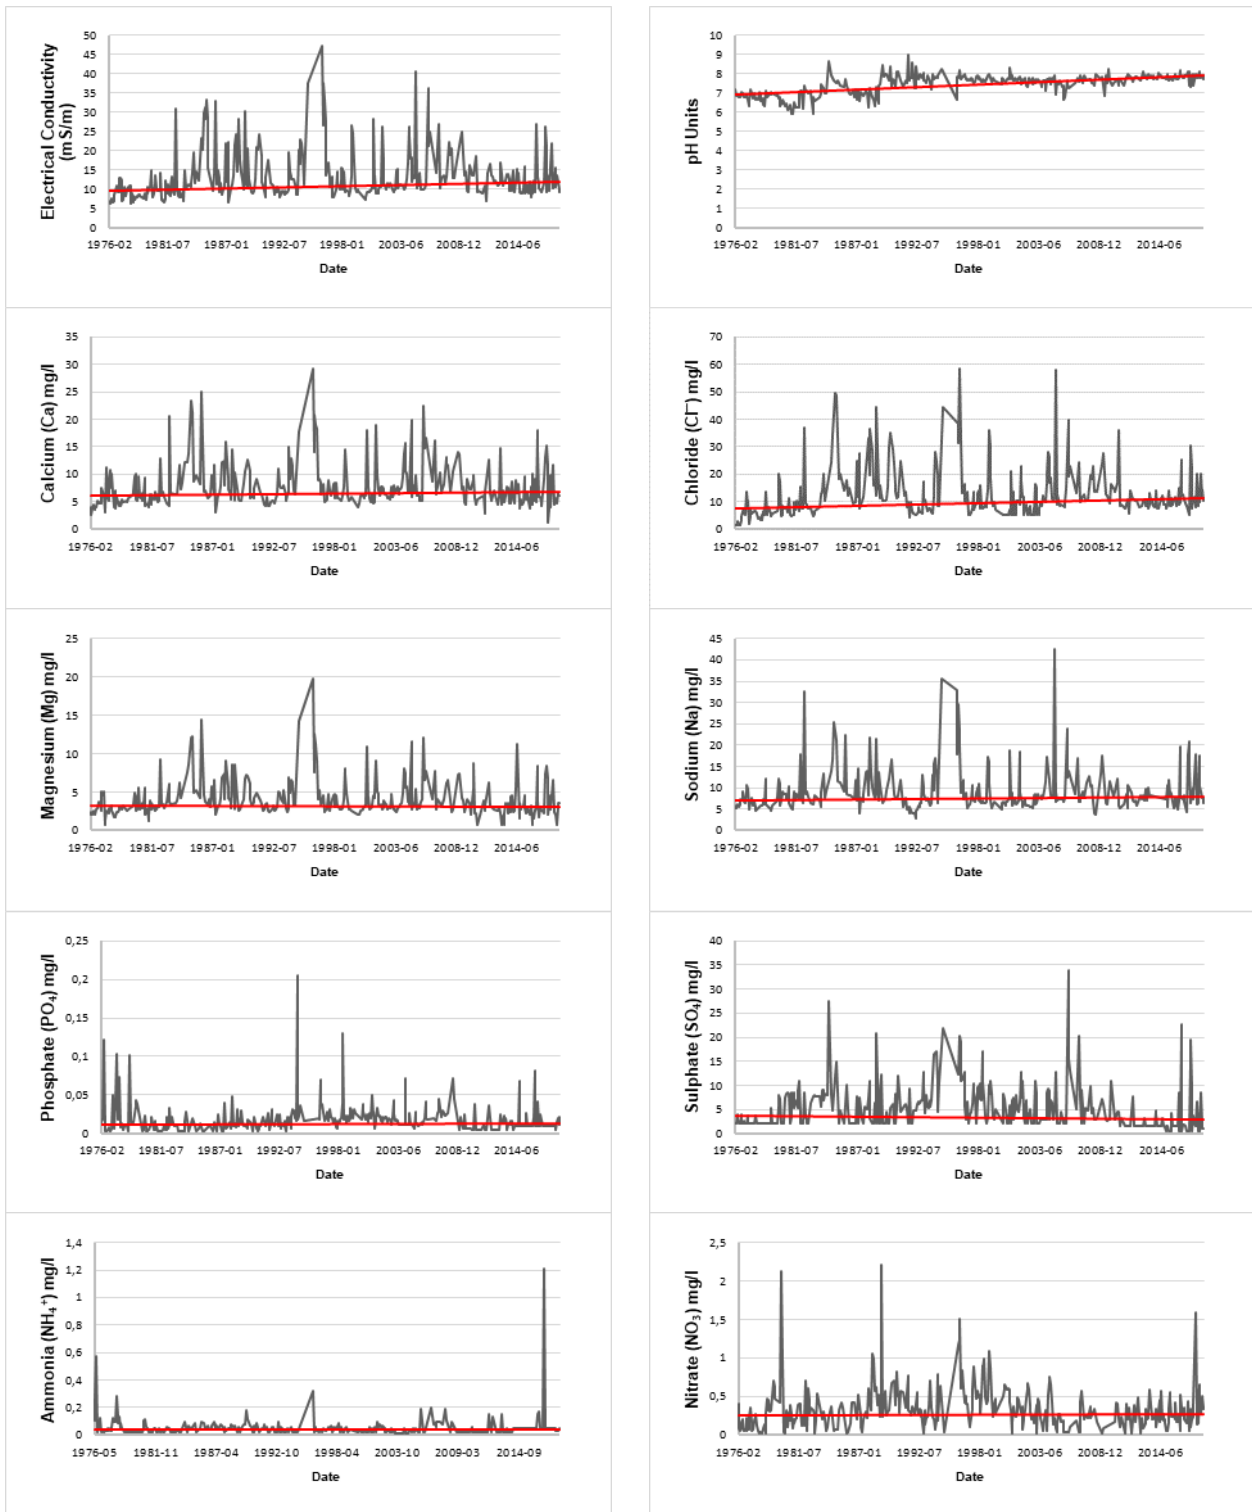 Electrical Conductivity
(mS/m)
50
45
40
35
30
25
20
15
10
5
0
1976-02 1981-07 1987-01 1992-07 1998-01 2003-06 2008-12 2014-06
Date
pH Units
10
9
8
7
6
5
4
3
2
1
0
1976-02 1981-07 1987-01 1992-07 1998-01 2003-06 2008-12 2014-06
Date
Calcium (Ca) mg/l
35
30
25
20
15
10
5
0
1976-02 1981-07 1987-01 1992-07 1998-01 2003-06 2008-12 2014-06
Date
Chloride (Cl⁻) mg/l
70
60
50
40
30
20
10
0
1976-02 1981-07 1987-01 1992-07 1998-01 2003-06 2008-12 2014-06
Date
Magnesium (Mg) mg/l
25
20
15
10
5
0
1976-02 1981-07 1987-01 1992-07 1998-01 2003-06 2008-12 2014-06
Date
Sodium (Na) mg/l
45
40
35
30
25
20
15
10
5
0
1976-02 1981-07 1987-01 1992-07 1998-01 2003-06 2008-12 2014-06
Date
Phosphate (PO₄) mg/l
0,25
0,2
0,15
0,1
0,05
0
1976-02 1981-07 1987-01 1992-07 1998-01 2003-06 2008-12 2014-06
Date
Sulphate (SO₄) mg/l
40
35
30
25
20
15
10
5
0
1976-02 1981-07 1987-01 1992-07 1998-01 2003-06 2008-12 2014-06
Date
Ammonia (NH₄⁺) mg/l
1,4
1,2
1
0,8
0,6
0,4
0,2
0
1976-05 1981-11 1987-04 1992-10 1998-04 2003-10 2009-03 2014-09
Date
Nitrate (NO₃) mg/l
2,5
2
1,5
1
0,5
0
1976-02 1981-07 1987-01 1992-07 1998-01 2003-06 2008-12 2014-06
Date